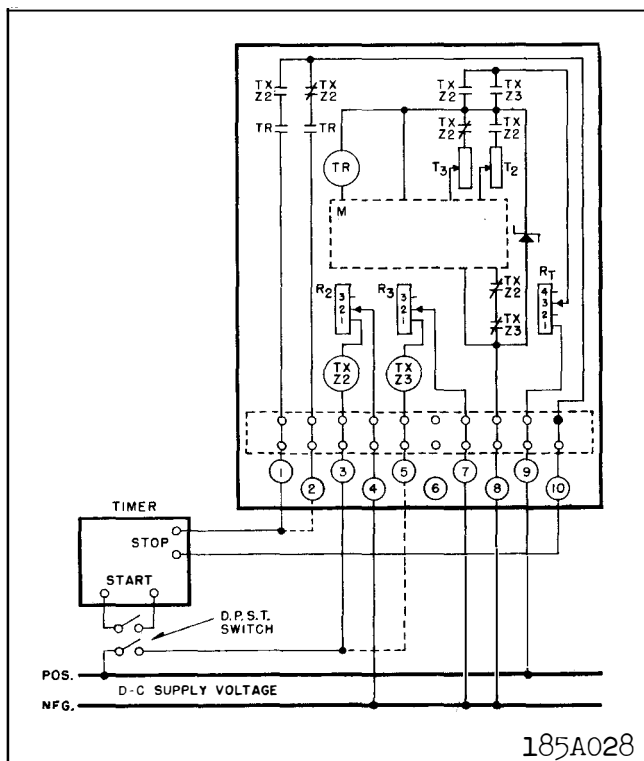 TX
Z2
TX
Z2
TX
Z2
TX
Z3
TR
TR
TX
Z2
TX
Z2
TR
T3
T2
M
R2
3
2
1
R3
3
2
1
TX
Z2
TX
Z3
RT
4
3
2
1
TX
Z2
TX
Z3
1
2
3
4
5
6
7
8
9
10
TIMER
STOP
START
D.P.S.T.
SWITCH
POS.
D-C SUPPLY VOLTAGE
NFG.
185A028